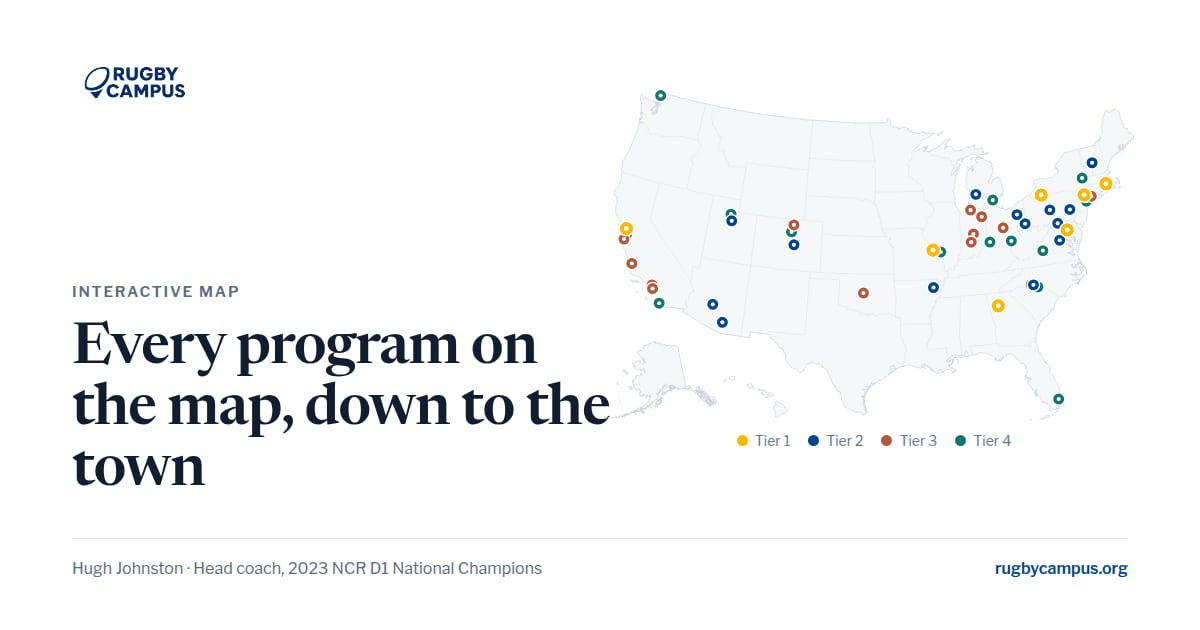 RUGBY
CAMPUS
INTERACTIVE MAP
Every program on
the map, down to the
town
Tier 1 Tier 2 Tier 3 Tier 4
Hugh Johnston · Head coach, 2023 NCR D1 National Champions
rugbycampus.org